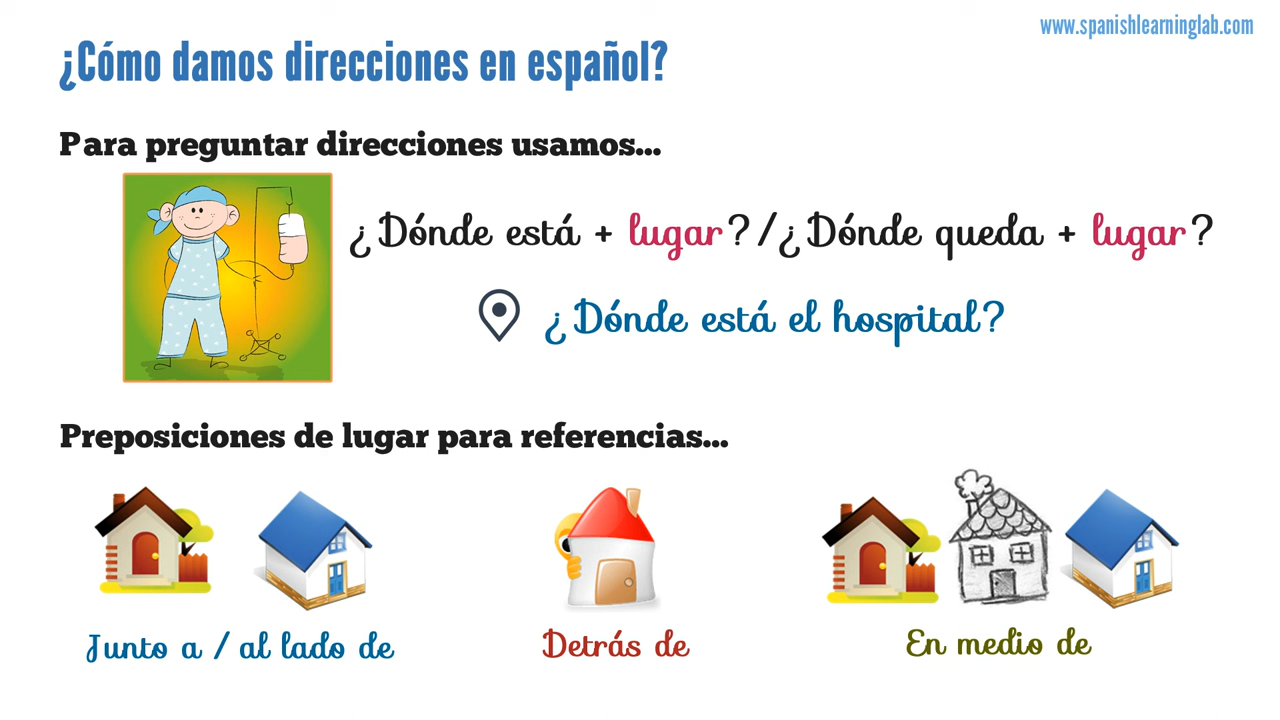 www.spanishlearninglab.com
¿Cómo damos direcciones en español?
Para preguntar direcciones usamos...
¿Dónde está + lugar?/¿Dónde queda + lugar?
¿Dónde está el hospital?
Preposiciones de lugar para referencias...
Junto a / al lado de
Detrás de
En medio de